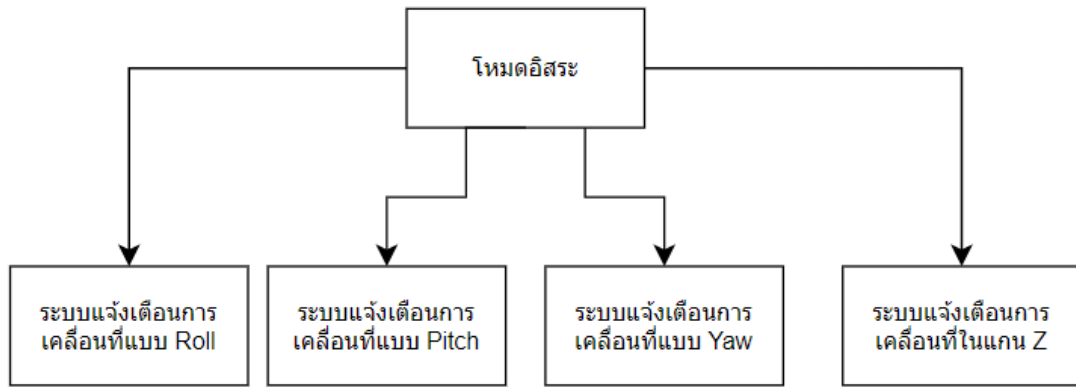 โหมดอิสระ
ระบบแจ้งเตือนการ
เคลื่อนที่แบบ Roll
ระบบแจ้งเตือนการ
เคลื่อนที่แบบ Pitch
ระบบแจ้งเตือนการ
เคลื่อนที่แบบ Yaw
ระบบแจ้งเตือนการ
เคลื่อนที่ในแกน Z